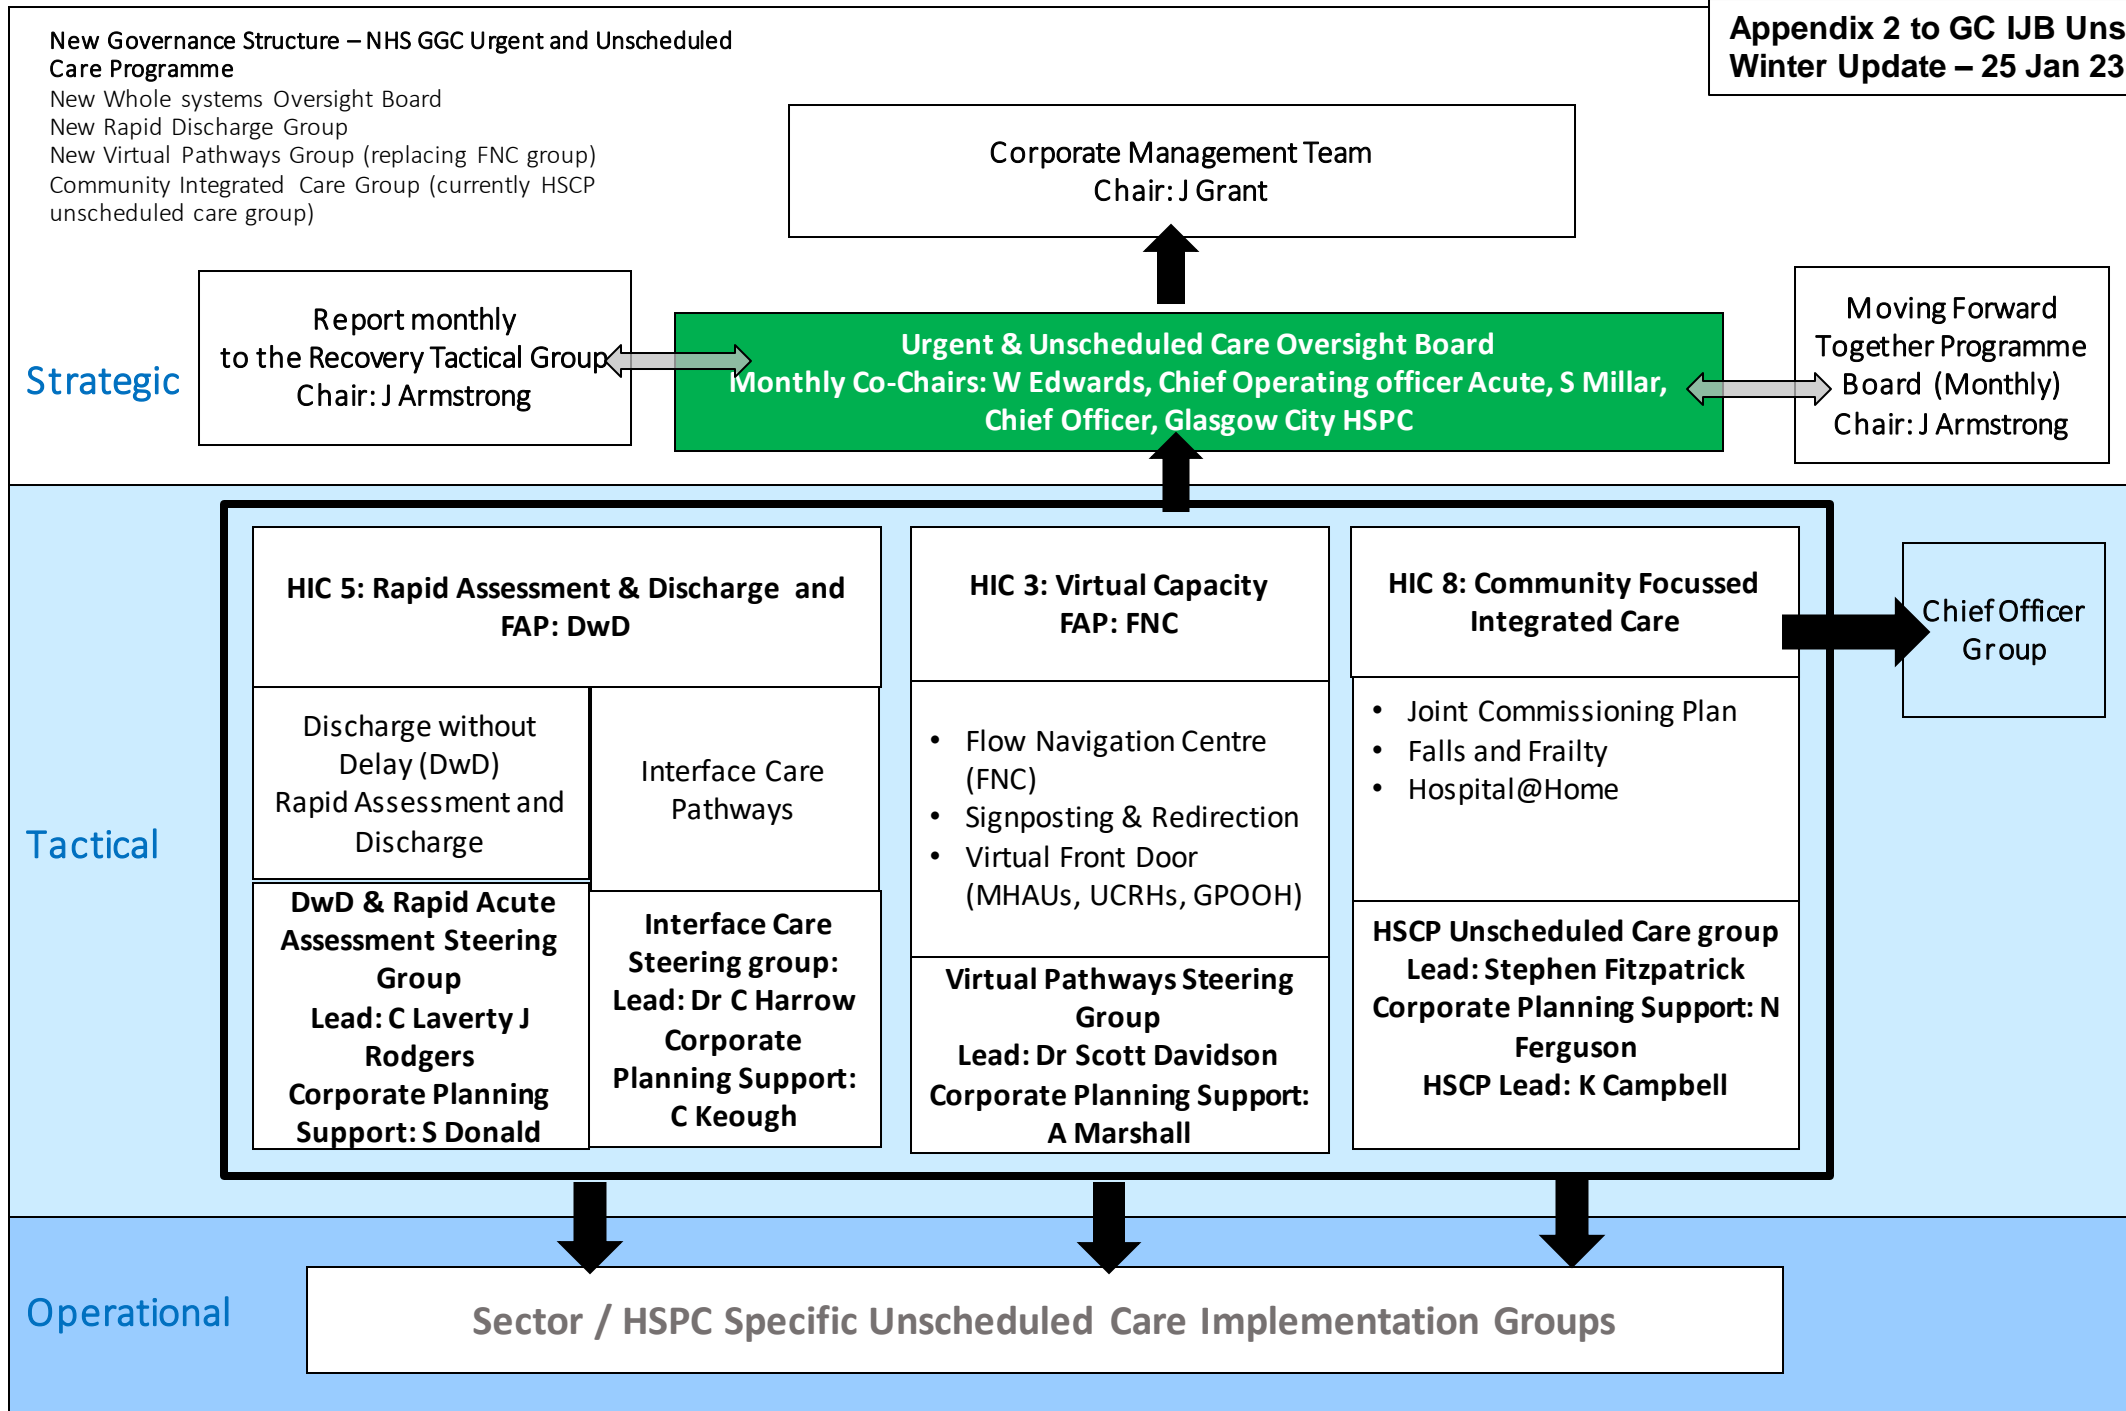 Appendix 2 to GC IJB Uns
Winter Update – 25 Jan 23
New Governance Structure – NHS GGC Urgent and Unscheduled
Care Programme
New Whole systems Oversight Board
New Rapid Discharge Group
New Virtual Pathways Group (replacing FNC group)
Community Integrated Care Group (currently HSCP
unscheduled care group)
Corporate Management Team
Chair: J Grant
Strategic
Report monthly
to the Recovery Tactical Group
Chair: J Armstrong
Urgent & Unscheduled Care Oversight Board
Monthly Co-Chairs: W Edwards, Chief Operating officer Acute, S Millar,
Chief Officer, Glasgow City HSPC
Moving Forward
Together Programme
Board (Monthly)
Chair: J Armstrong
Tactical
HIC 5: Rapid Assessment & Discharge and
FAP: DwD
Discharge without
Delay (DwD)
Rapid Assessment and
Discharge
DwD & Rapid Acute
Assessment Steering
Group
Lead: C Laverty J
Rodgers
Corporate Planning
Support: S Donald
Interface Care
Pathways
Interface Care
Steering group:
Lead: Dr C Harrow
Corporate
Planning Support:
C Keough
HIC 3: Virtual Capacity
FAP: FNC
• Flow Navigation Centre
(FNC)
• Signposting & Redirection
• Virtual Front Door
(MHAUs, UCRHs, GPOOH)
Virtual Pathways Steering
Group
Lead: Dr Scott Davidson
Corporate Planning Support:
A Marshall
HIC 8: Community Focussed
Integrated Care
• Joint Commissioning Plan
• Falls and Frailty
• Hospital@Home
HSCP Unscheduled Care group
Lead: Stephen Fitzpatrick
Corporate Planning Support: N
Ferguson
HSCP Lead: K Campbell
Chief Officer
Group
Operational
Sector / HSPC Specific Unscheduled Care Implementation Groups